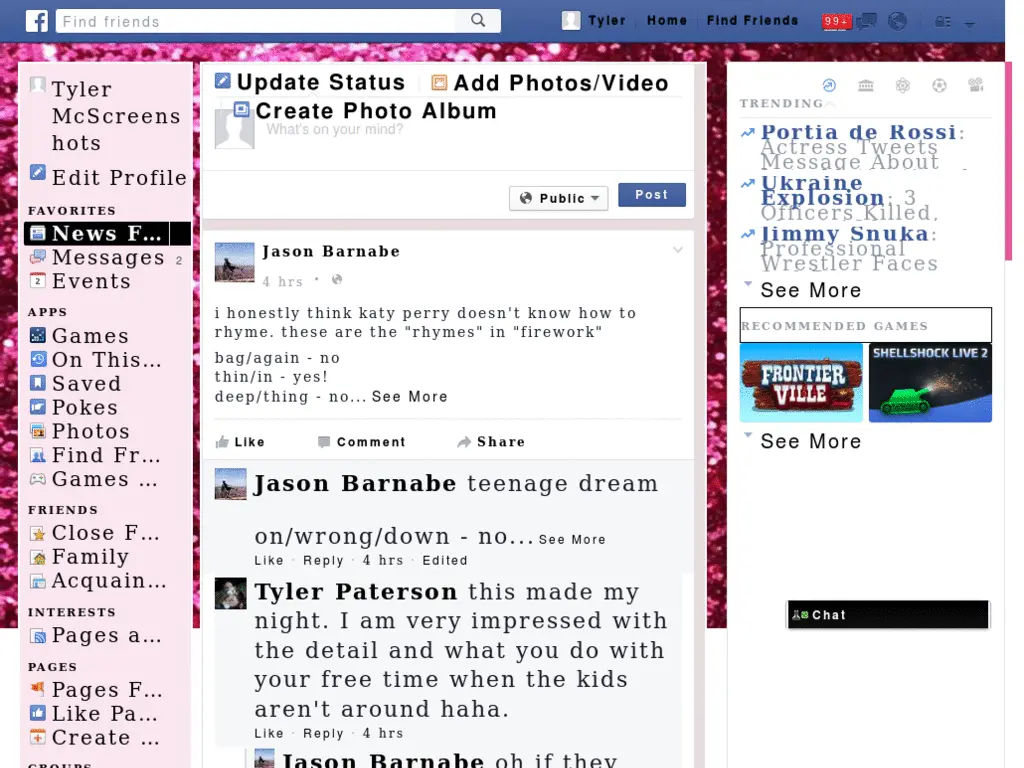 Find friends
Tyler Home Find Friends 99+
Tyler
McScreens
hots
Edit Profile
FAVORITES
News F...
Messages 2
2 Events
APPS
Games
On This...
Saved
Pokes
Photos
Find Fr...
Games ...
FRIENDS
Close F...
Family
Acquain...
INTERESTS
Pages a...
PAGES
Pages F...
Like Pa...
Create ...
GROUPS
Update Status Add Photos/Video
Create Photo Album
What's on your mind?
Public Post
Jason Barnabe
4 hrs ·
i honestly think katy perry doesn't know how to
rhyme. these are the "rhymes" in "firework"
bag/again - no
thin/in - yes!
deep/thing - no... See More
Like Comment Share
Jason Barnabe teenage dream
on/wrong/down - no... See More
Like · Reply · 4 hrs · Edited
Tyler Paterson this made my
night. I am very impressed with
the detail and what you do with
your free time when the kids
aren't around haha.
Like · Reply · 4 hrs
Jason Barnabe oh if they
TRENDING
Portia de Rossi:
Actress Tweets
Message About
Ukraine
Explosion: 3
Officers Killed,
Jimmy Snuka:
Professional
Wrestler Faces
See More
RECOMMENDED GAMES
FRONTIER
VILLE
SHELLSHOCK LIVE 2
See More
Chat